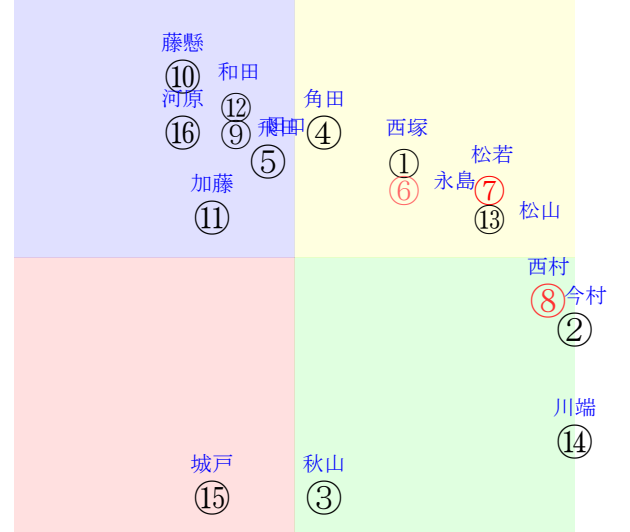 藤懸
⑩
和田
河原
⑫
角田
⑯
⑨
④
西塚
⑤
①
松若
加藤
⑥
永島
⑦
⑪
⑬
松山
西村
⑧
今村
②
川端
⑭
城戸
⑮
秋山
③